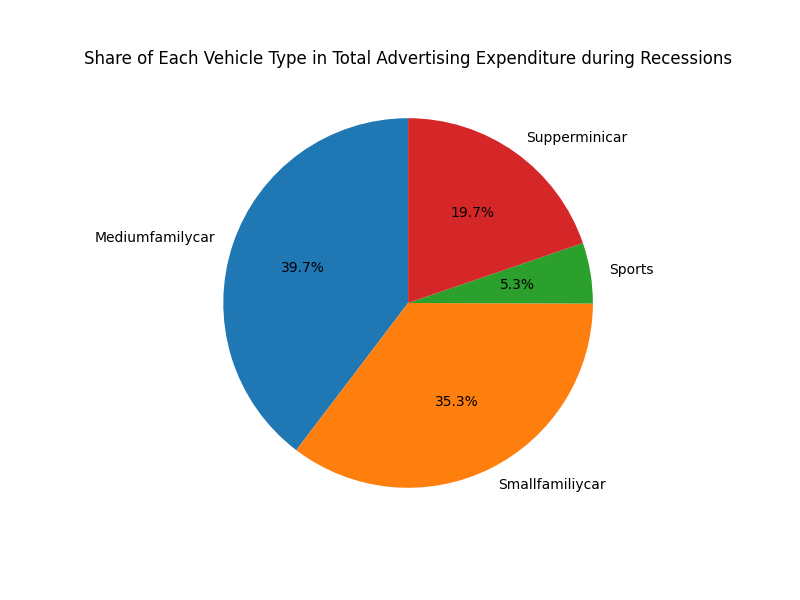 Share of Each Vehicle Type in Total Advertising Expenditure during Recessions
Supperminicar
19.7%
Mediumfamilycar
39.7%
Sports
5.3%
35.3%
Smallfamiliycar